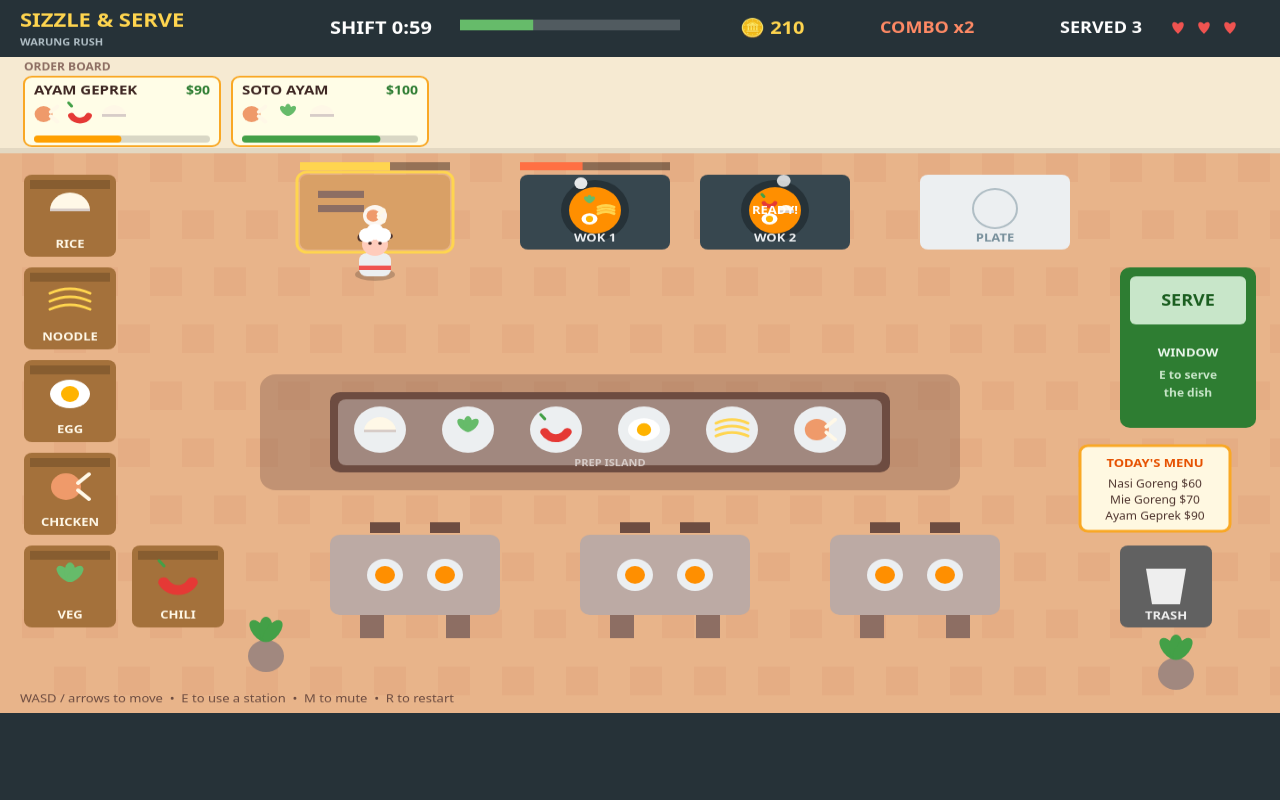 SIZZLE & SERVE
WARUNG RUSH
SHIFT 0:59
210
COMBO x2
SERVED 3
ORDER BOARD
AYAM GEPREK $90
SOTO AYAM $100
RICE
NOODLE
EGG
CHICKEN
VEG
CHILI
WOK 1
READY!
WOK 2
PLATE
SERVE
WINDOW
E to serve
the dish
PREP ISLAND
TODAY'S MENU
Nasi Goreng $60
Mie Goreng $70
Ayam Geprek $90
TRASH
WASD / arrows to move • E to use a station • M to mute • R to restart